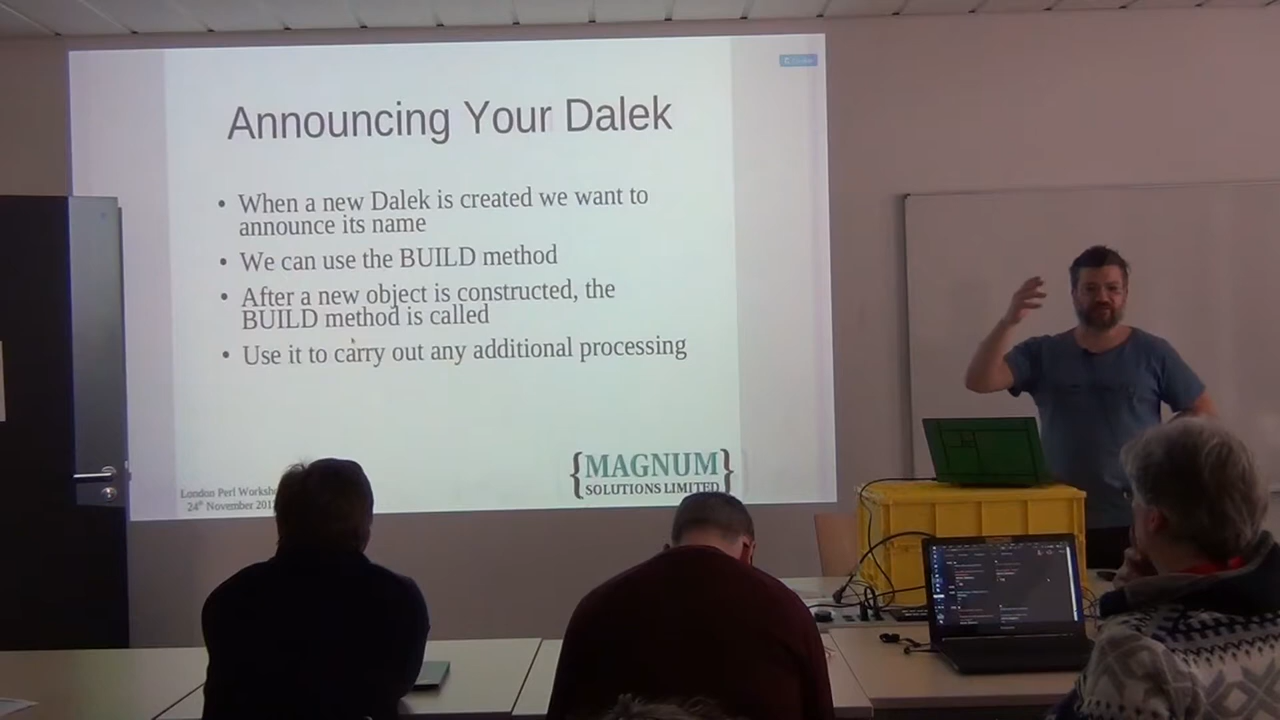 Announcing Your Dalek
• When a new Dalek is created we want to
announce its name
• We can use the BUILD method
• After a new object is constructed, the
BUILD method is called
• Use it to carry out any additional processing
{MAGNUM}
SOLUTIONS LIMITED
London Perl
24th November